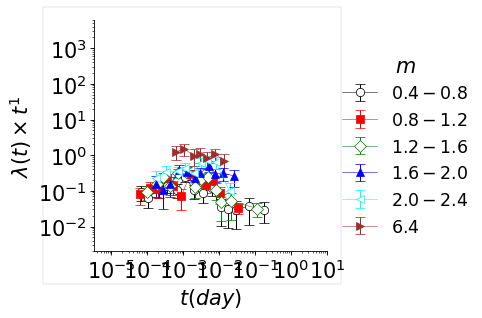 10³
10²
10¹
10⁰
10⁻¹
10⁻²
λ(t) × t¹
10⁻⁵ 10⁻⁴ 10⁻³ 10⁻² 10⁻¹ 10⁰ 10¹
t(day)
m
0.4 − 0.8
0.8 − 1.2
1.2 − 1.6
1.6 − 2.0
2.0 − 2.4
6.4